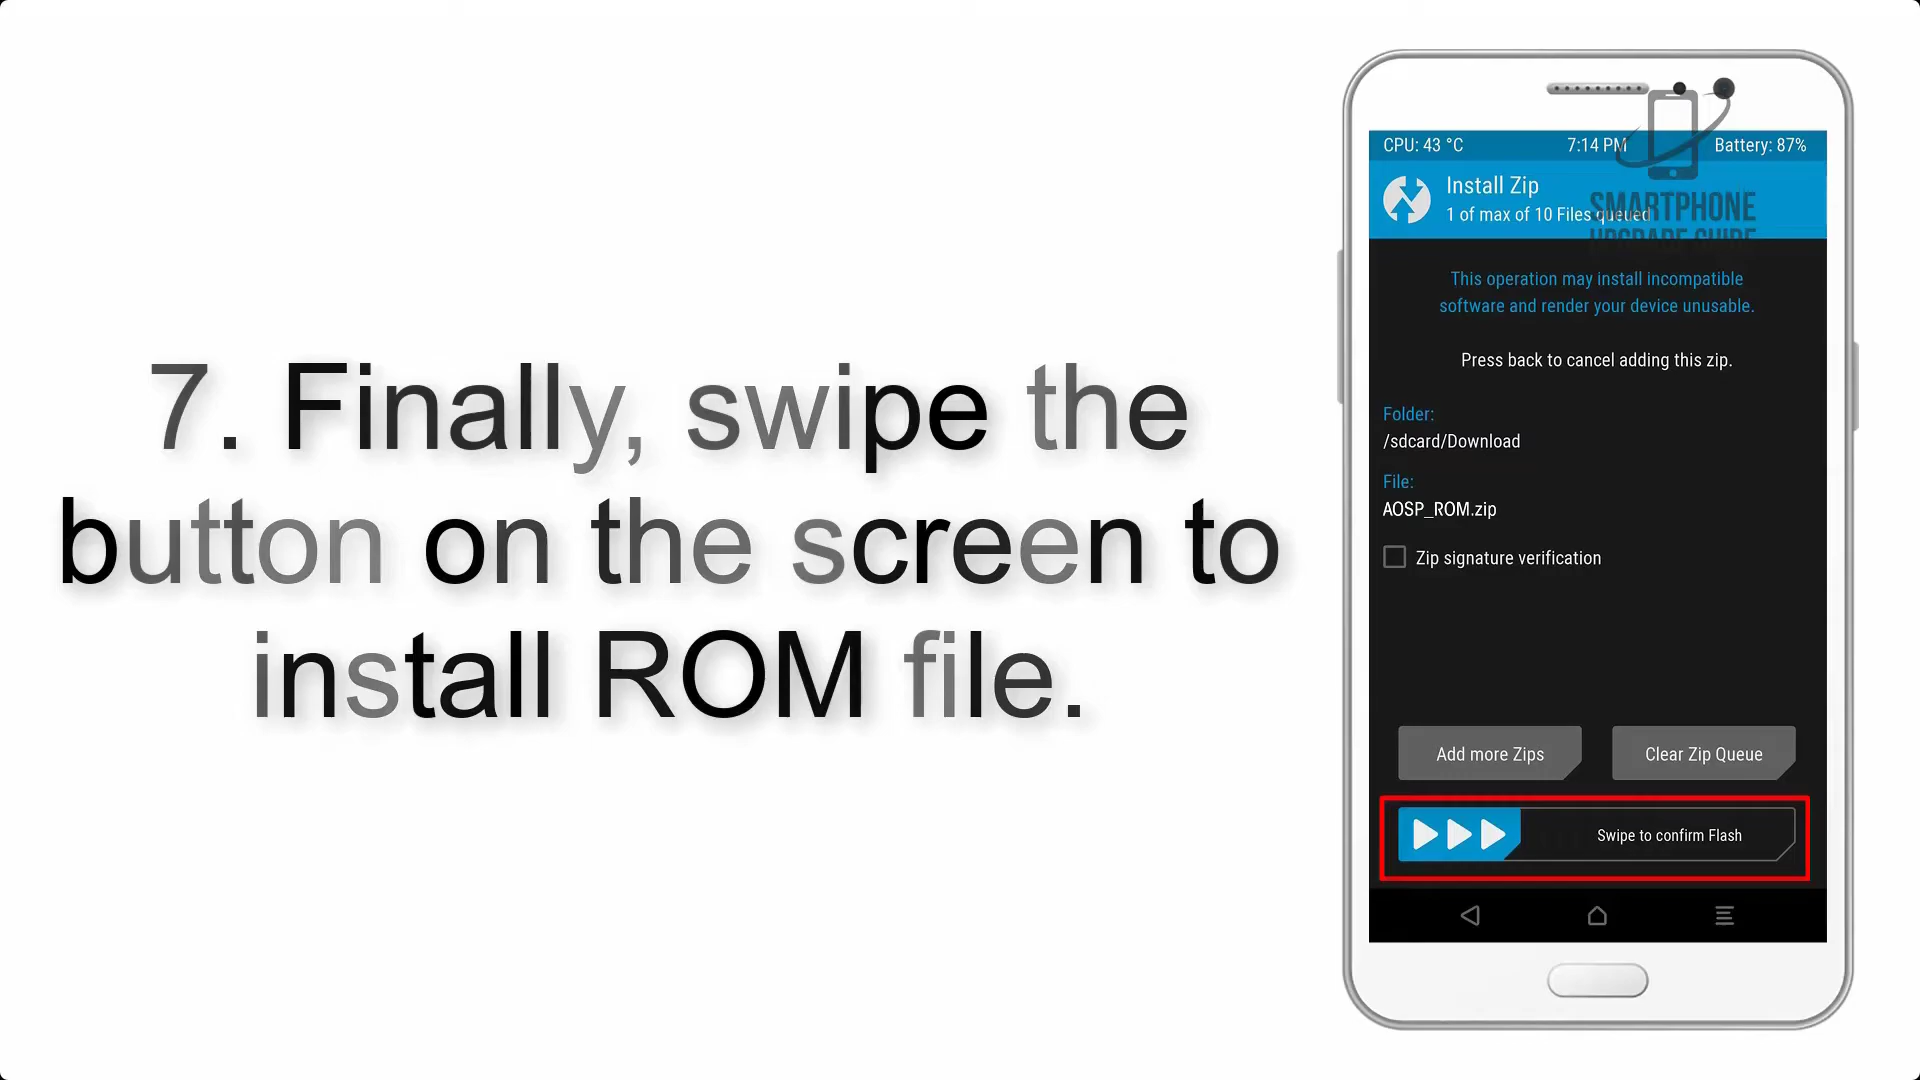 7. Finally, swipe the
button on the screen to
install ROM file.
CPU: 43 °C 7:14 PM Battery: 87%
Install Zip
1 of max of 10 Files queued
SMARTPHONE
UPGRADE GUIDE
This operation may install incompatible
software and render your device unusable.
Press back to cancel adding this zip.
Folder:
/sdcard/Download
File:
AOSP_ROM.zip
Zip signature verification
Add more Zips Clear Zip Queue
Swipe to confirm Flash